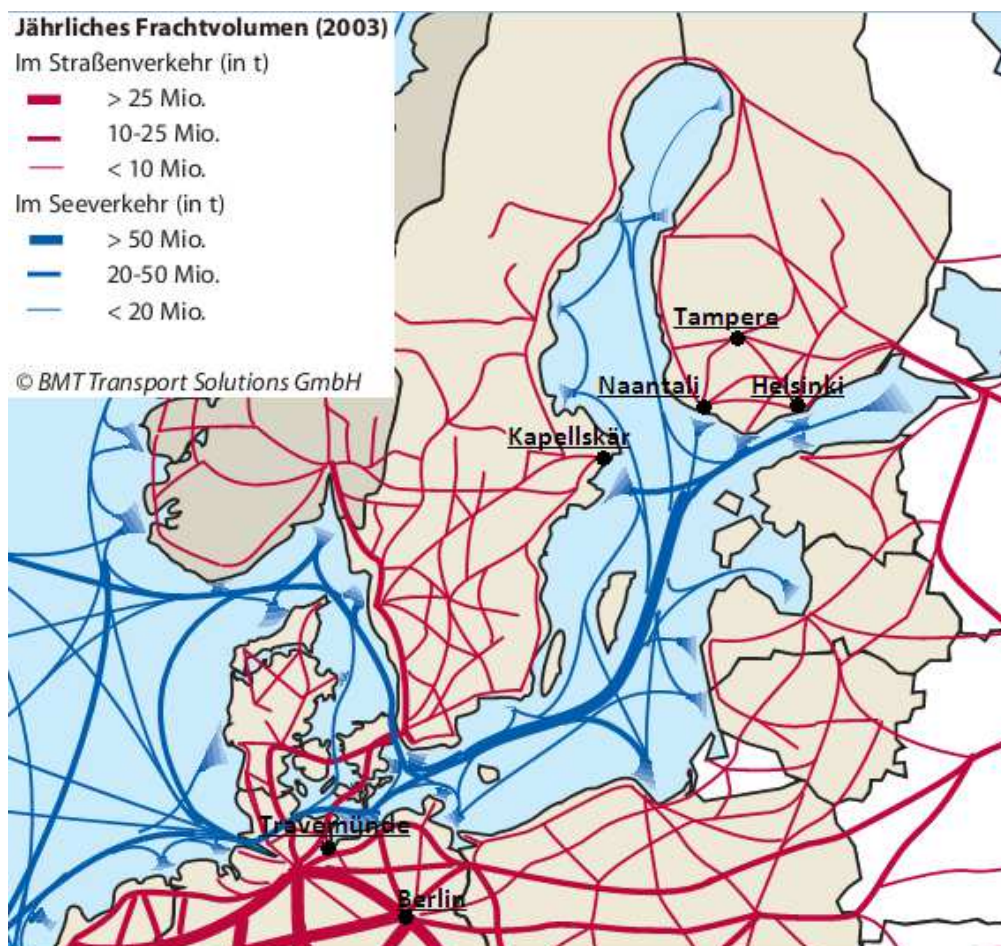 Jährliches Frachtvolumen (2003)
Im Straßenverkehr (in t)
> 25 Mio.
10-25 Mio.
< 10 Mio.
Im Seeverkehr (in t)
> 50 Mio.
20-50 Mio.
< 20 Mio.
© BMT Transport Solutions GmbH
Tampere
Naantali Helsinki
Kapellskär
Travemünde
Berlin